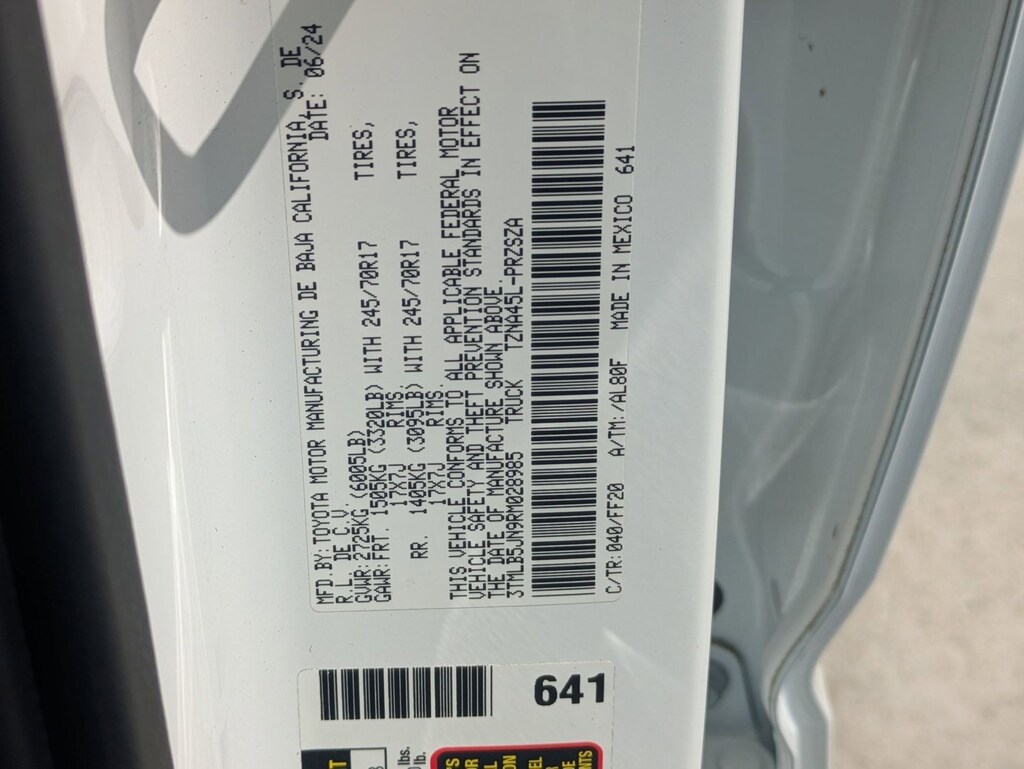 MFD.BY:TOYOTA MOTOR MANUFACTURING DE BAJA CALIFORNIA, S. DE
R.L. DE C.V. DATE: 06/24
GVWR:2725KG (6005LB)
GAWR:FRT. 1505KG (3320LB) WITH 245/70R17 TIRES,
17X7J RIMS,
RR. 1405KG (3095LB) WITH 245/70R17 TIRES,
17X7J RIMS.
THIS VEHICLE CONFORMS TO ALL APPLICABLE FEDERAL MOTOR
VEHICLE SAFETY AND THEFT PREVENTION STANDARDS IN EFFECT ON
THE DATE OF MANUFACTURE SHOWN ABOVE.
3TMLB5JN9RM028985 TRUCK TZNA45L-PRZSZA
C/TR:040/FF20 A/TM:/AL80F MADE IN MEXICO 641
641
lbs.
lb.